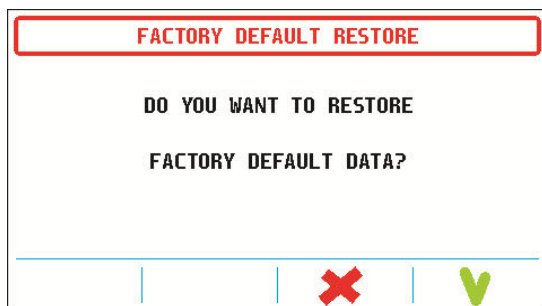 FACTORY DEFAULT RESTORE
DO YOU WANT TO RESTORE
FACTORY DEFAULT DATA?